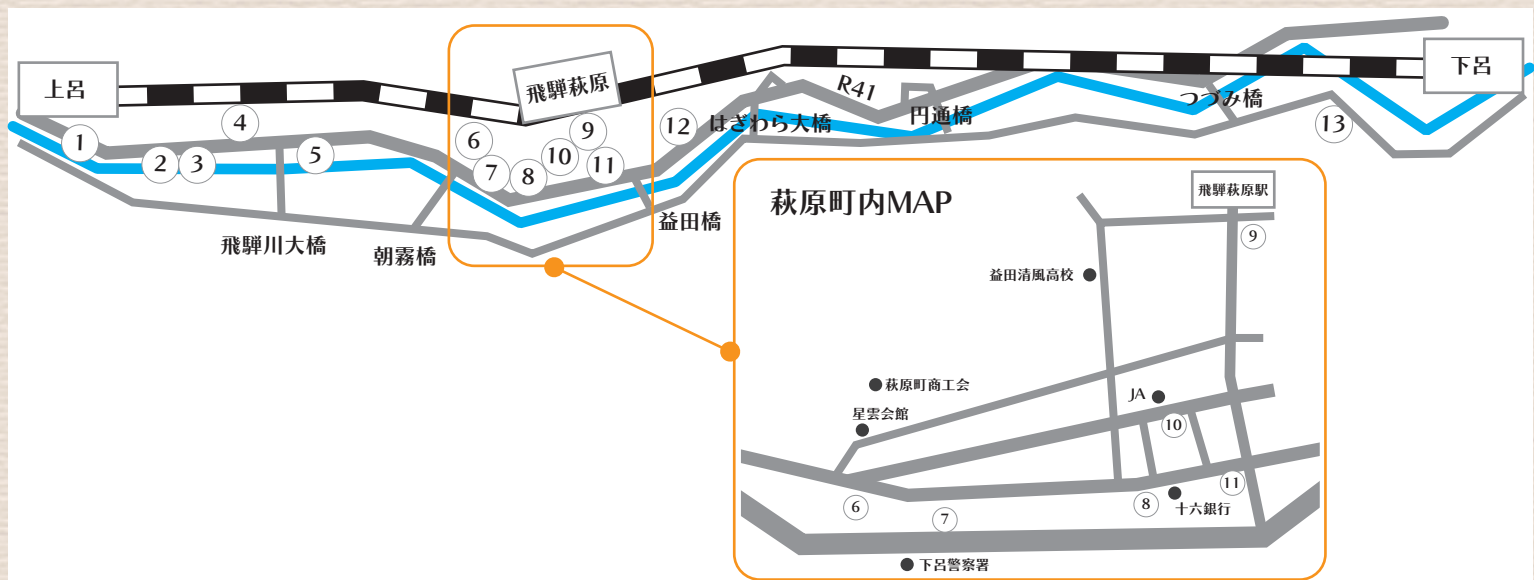 上呂
飛騨萩原
下呂
R41
1
2
3
4
5
6
7
8
9
10
11
12
はぎわら大橋
円通橋
つづみ橋
13
飛騨川大橋
朝霧橋
益田橋
萩原町内MAP
飛騨萩原駅
9
益田清風高校
萩原町商工会
星雲会館
JA
10
6
7
8
11
十六銀行
下呂警察署